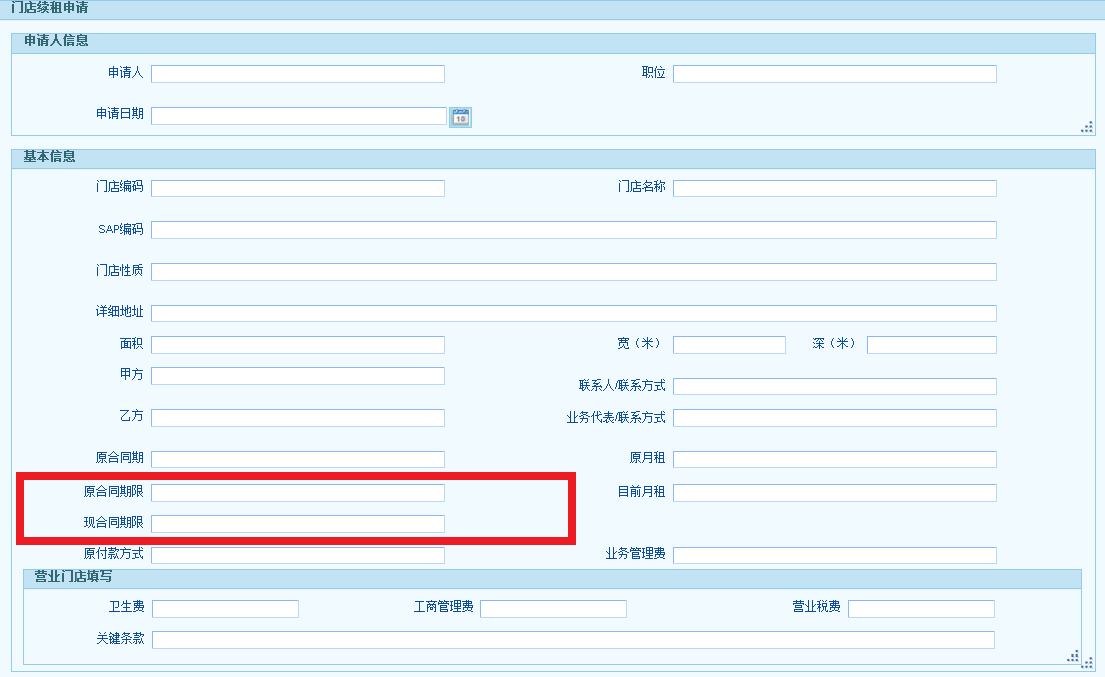 门店续租申请
申请人信息
申请人 职位
申请日期 10
基本信息
门店编码 门店名称
SAP编码
门店性质
详细地址
面积 宽（米） 深（米）
甲方
联系人/联系方式
乙方 业务代表/联系方式
原合同期 原月租
原合同期限 目前月租
现合同期限
原付款方式 业务管理费
营业门店填写
卫生费 工商管理费 营业税费
关键条款